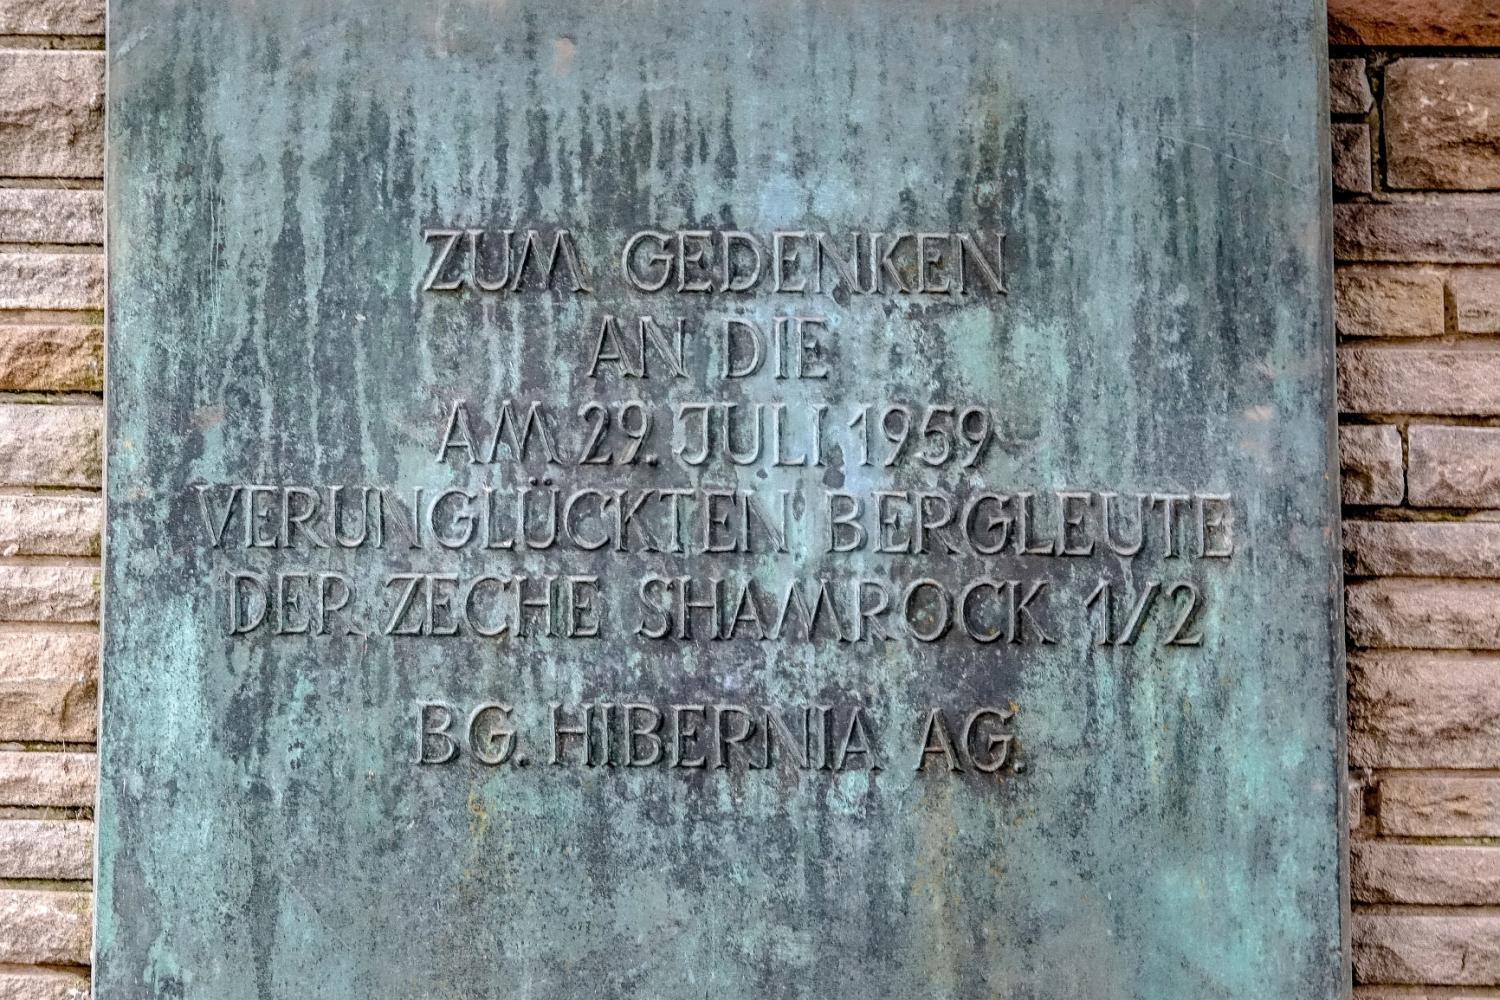 ZUM GEDENKEN
AN DIE
AM 29. JULI 1959
VERUNGLÜCKTEN BERGLEUTE
DER ZECHE SHAMROCK 1/2
BG. HIBERNIA AG.